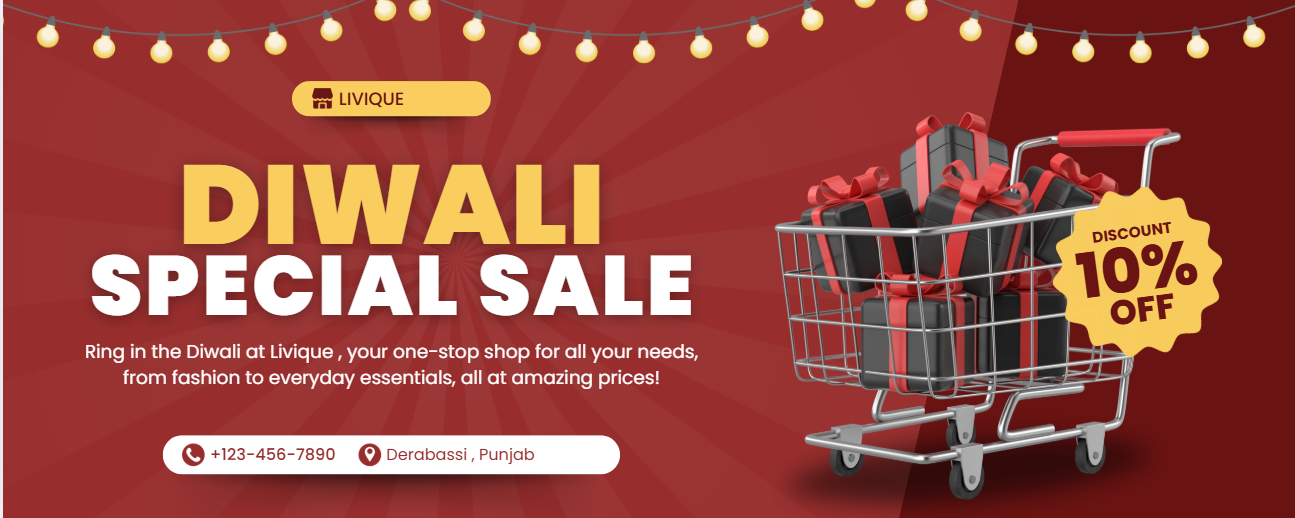 LIVIQUE
DIWALI
SPECIAL SALE
Ring in the Diwali at Livique , your one-stop shop for all your needs,
from fashion to everyday essentials, all at amazing prices!
+123-456-7890 Derabassi , Punjab
DISCOUNT
10%
OFF